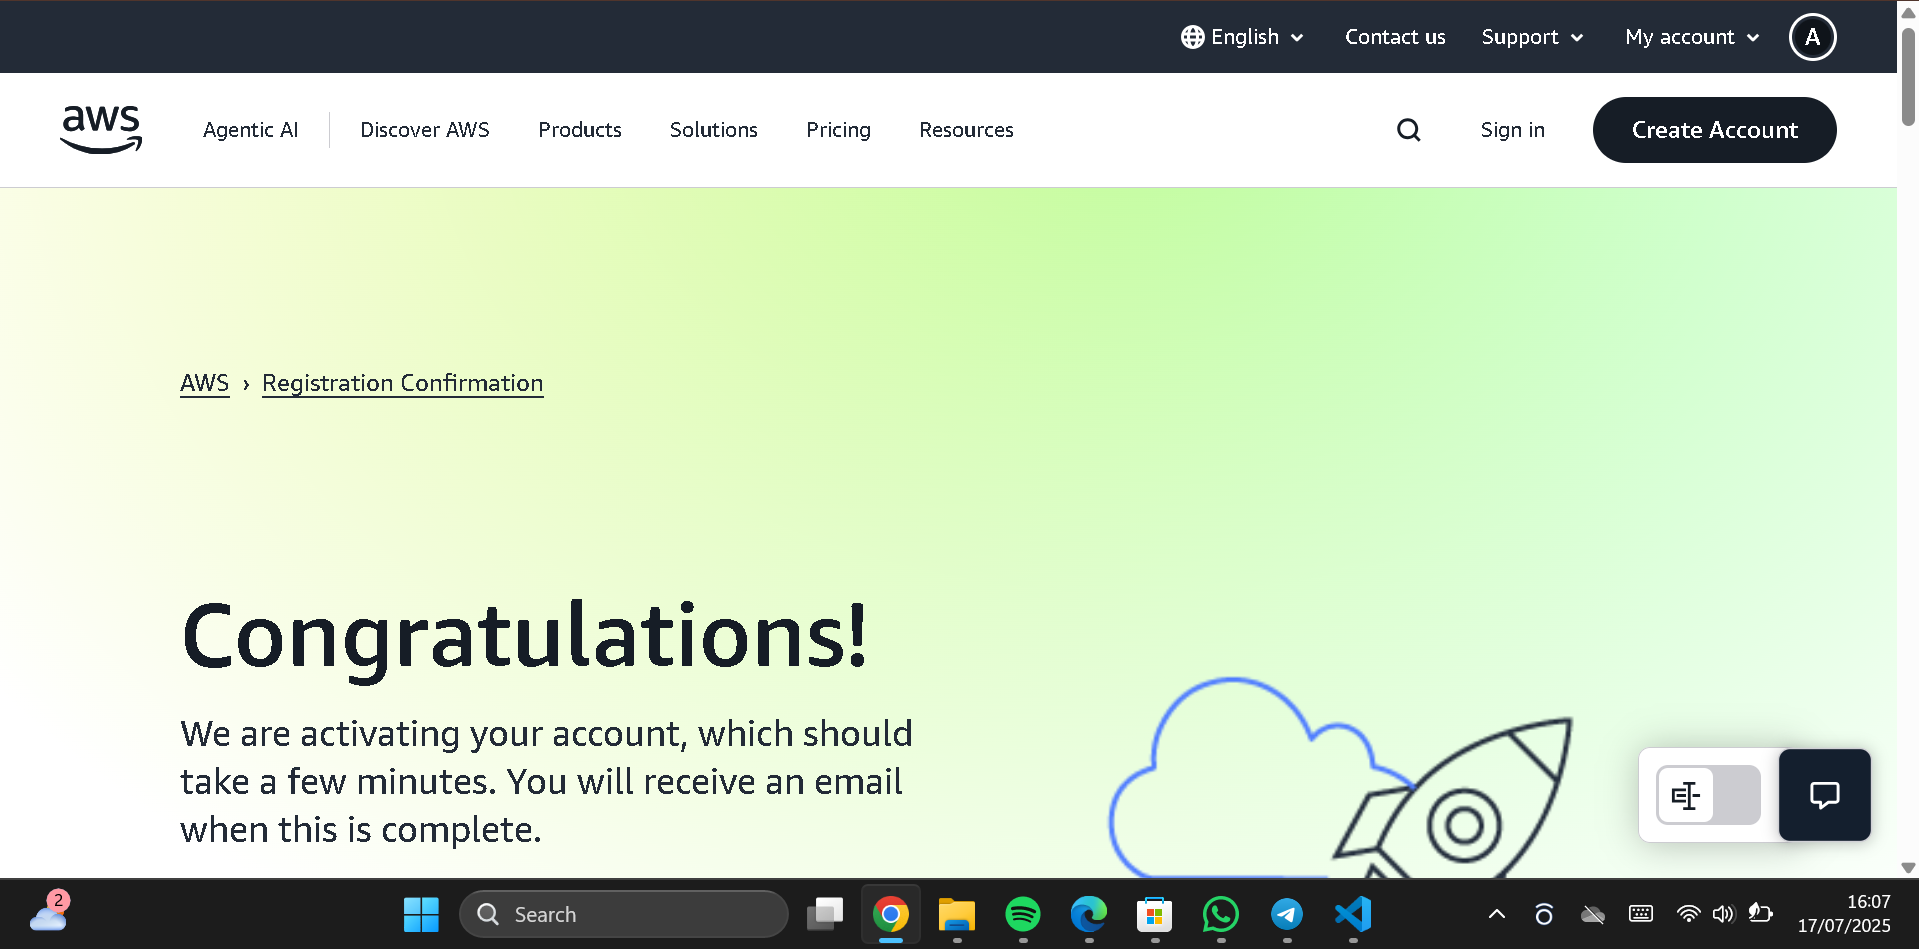 English
Contact us
Support
My account
A
aws
Agentic AI
Discover AWS
Products
Solutions
Pricing
Resources
Sign in
Create Account
AWS › Registration Confirmation
Congratulations!
We are activating your account, which should
take a few minutes. You will receive an email
when this is complete.
2
Search
16:07
17/07/2025